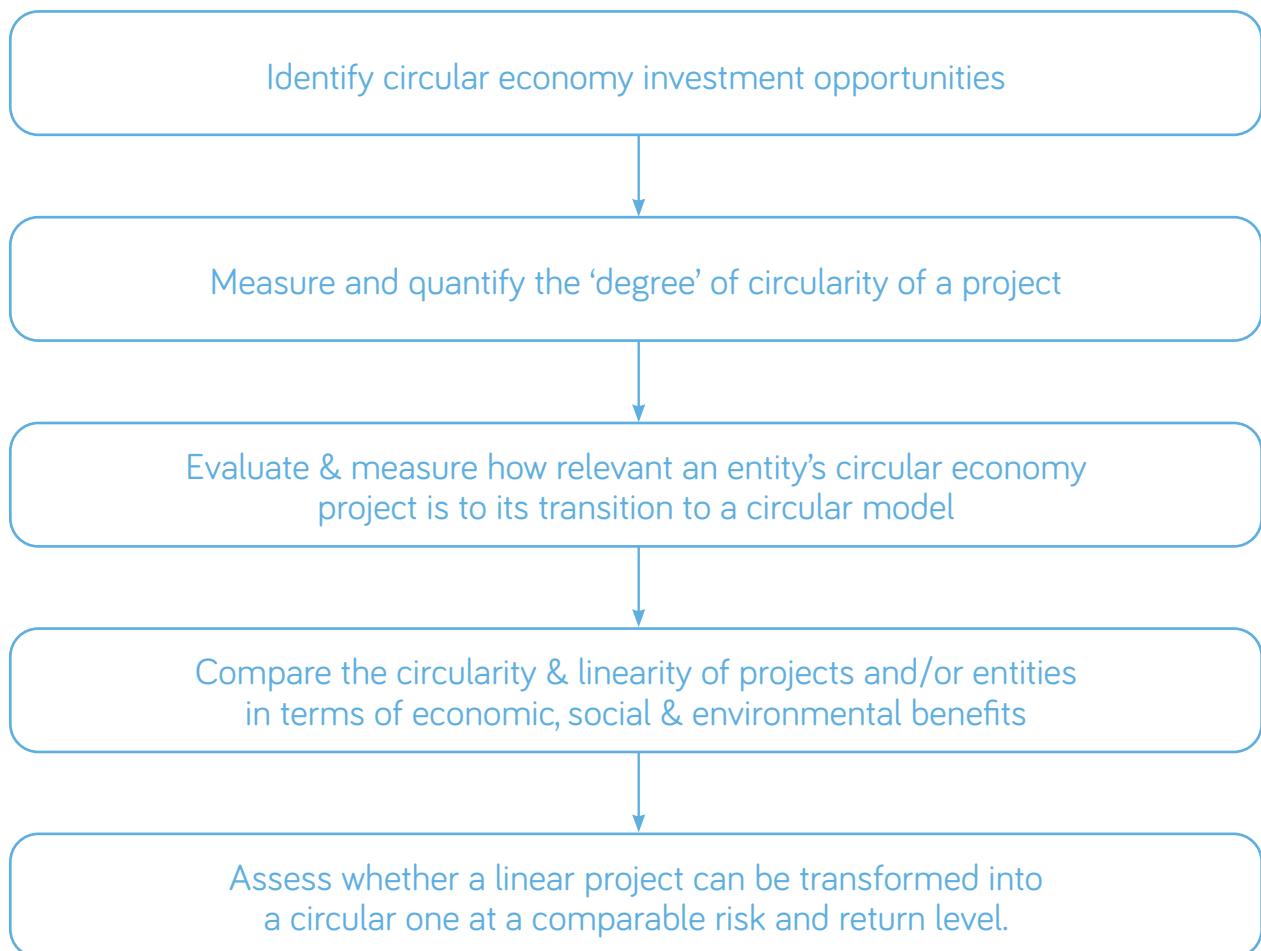 Identify circular economy investment opportunities
Measure and quantify the ‘degree’ of circularity of a project
Evaluate & measure how relevant an entity’s circular economy
project is to its transition to a circular model
Compare the circularity & linearity of projects and/or entities
in terms of economic, social & environmental benefits
Assess whether a linear project can be transformed into
a circular one at a comparable risk and return level.